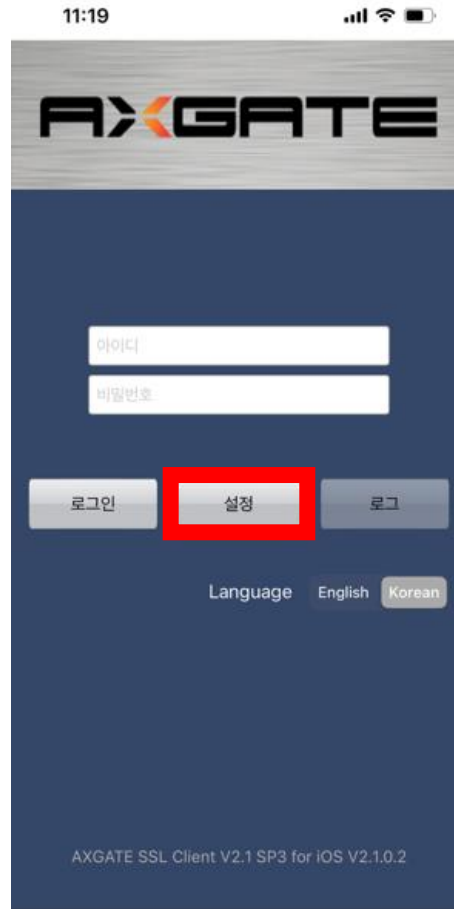 11:19
AXGATE
아이디
비밀번호
로그인 설정 로그
Language English Korean
AXGATE SSL Client V2.1 SP3 for iOS V2.1.0.2